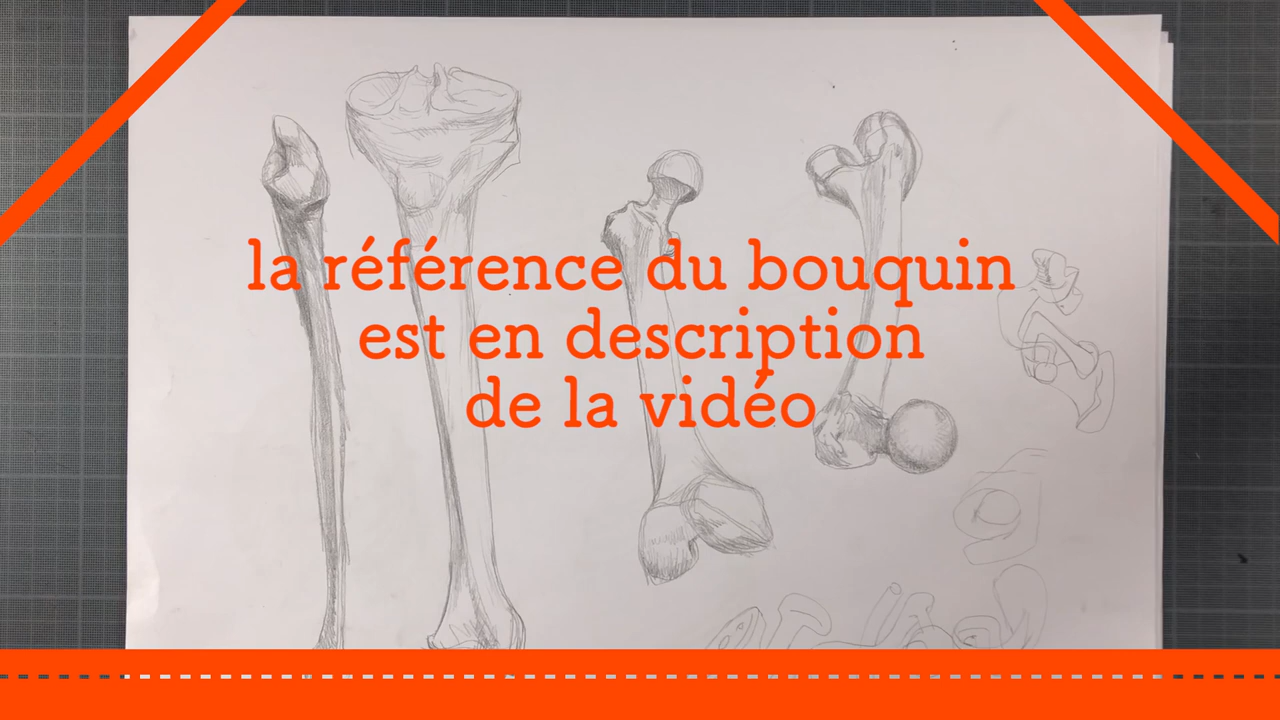 la référence du bouquin
est en description
de la vidéo